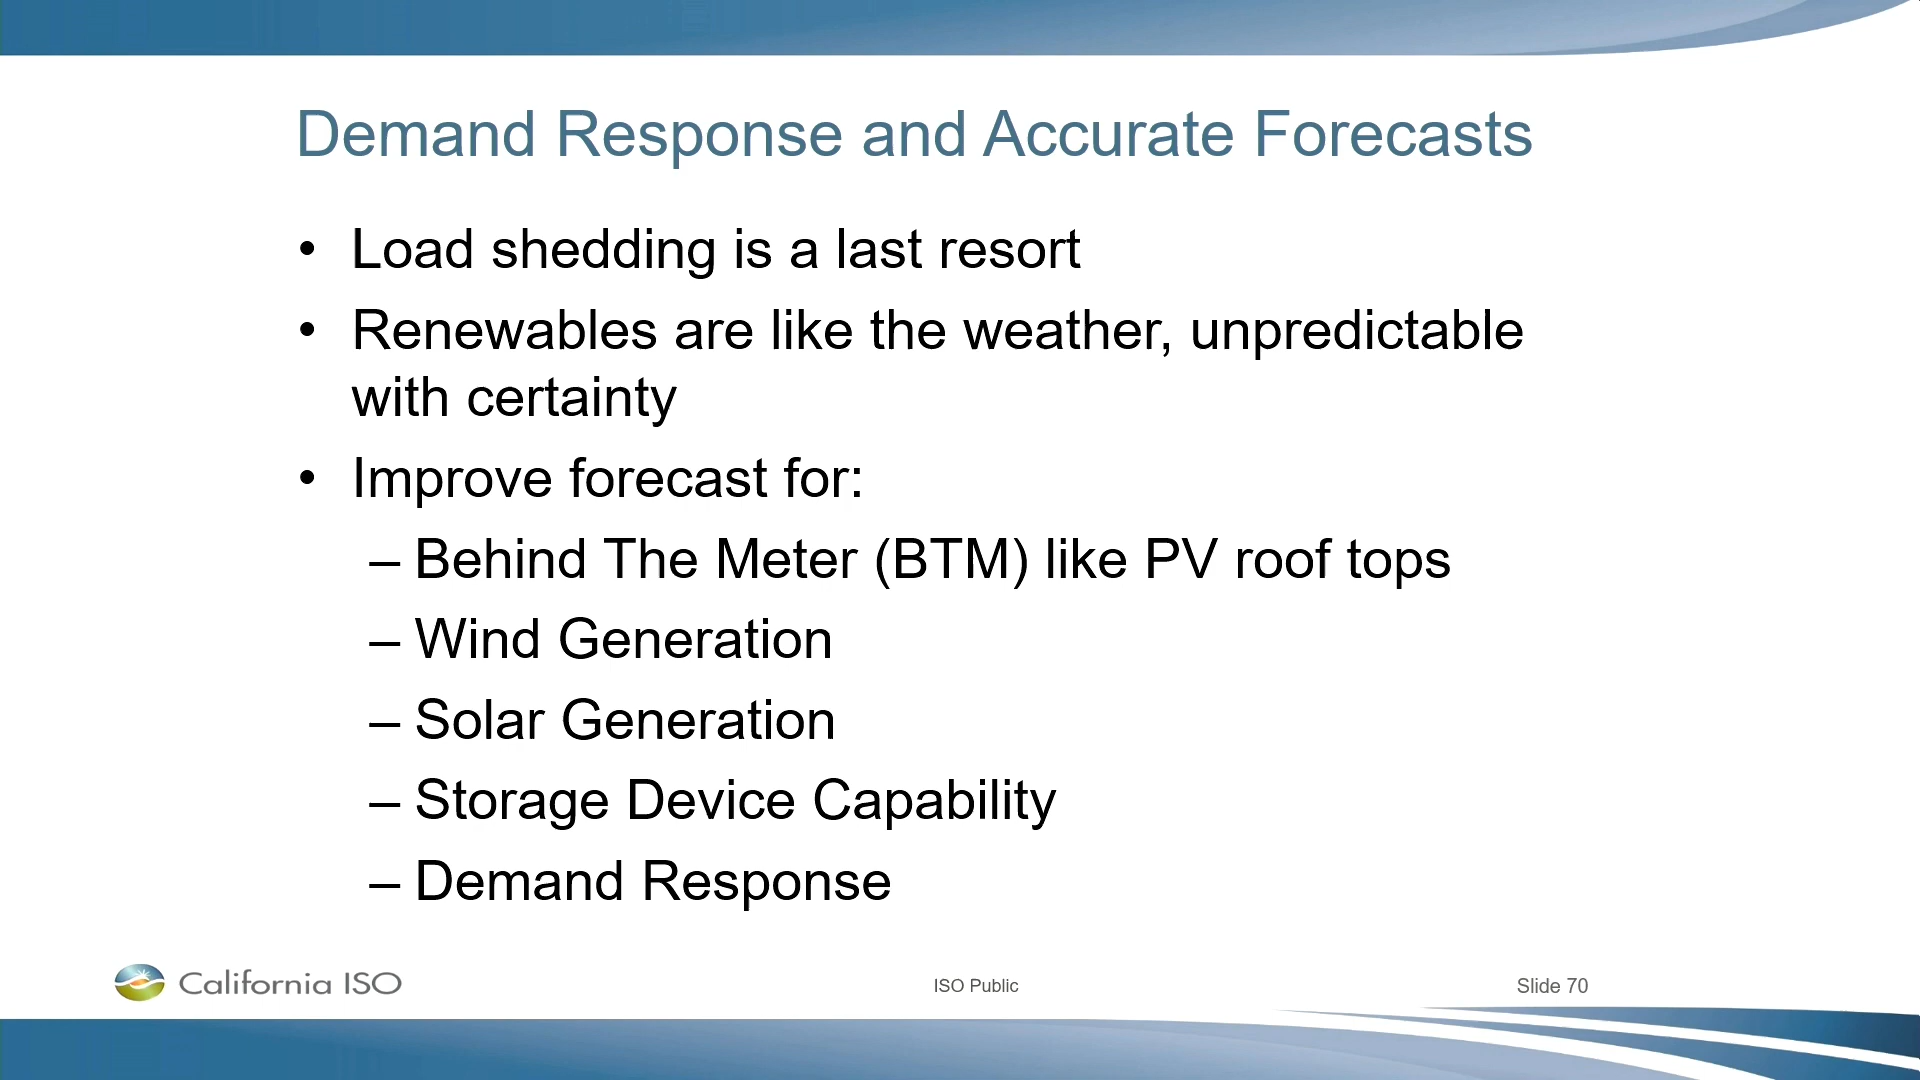 Demand Response and Accurate Forecasts
• Load shedding is a last resort
• Renewables are like the weather, unpredictable
with certainty
• Improve forecast for:
– Behind The Meter (BTM) like PV roof tops
– Wind Generation
– Solar Generation
– Storage Device Capability
– Demand Response
California ISO
ISO Public
Slide 70